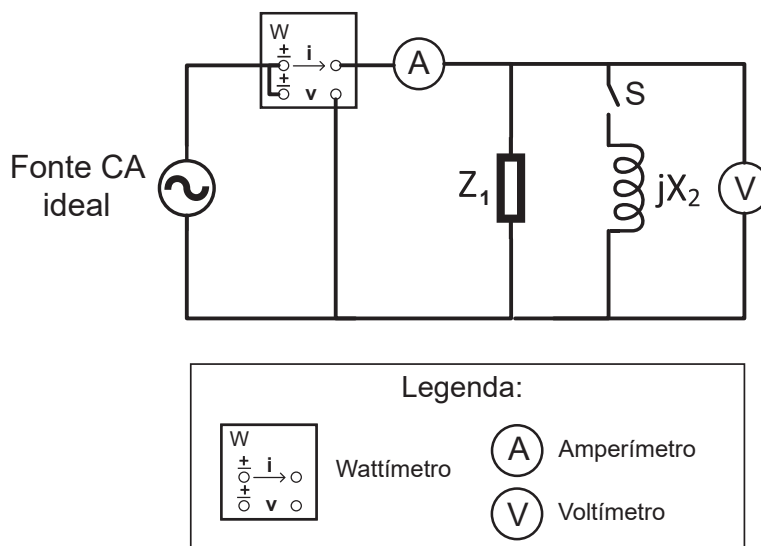 W
± i
± v
A
S
Fonte CA
ideal
Z₁
jX₂
V
Legenda:
W
± i
± v
Wattímetro
A
Amperímetro
V
Voltímetro